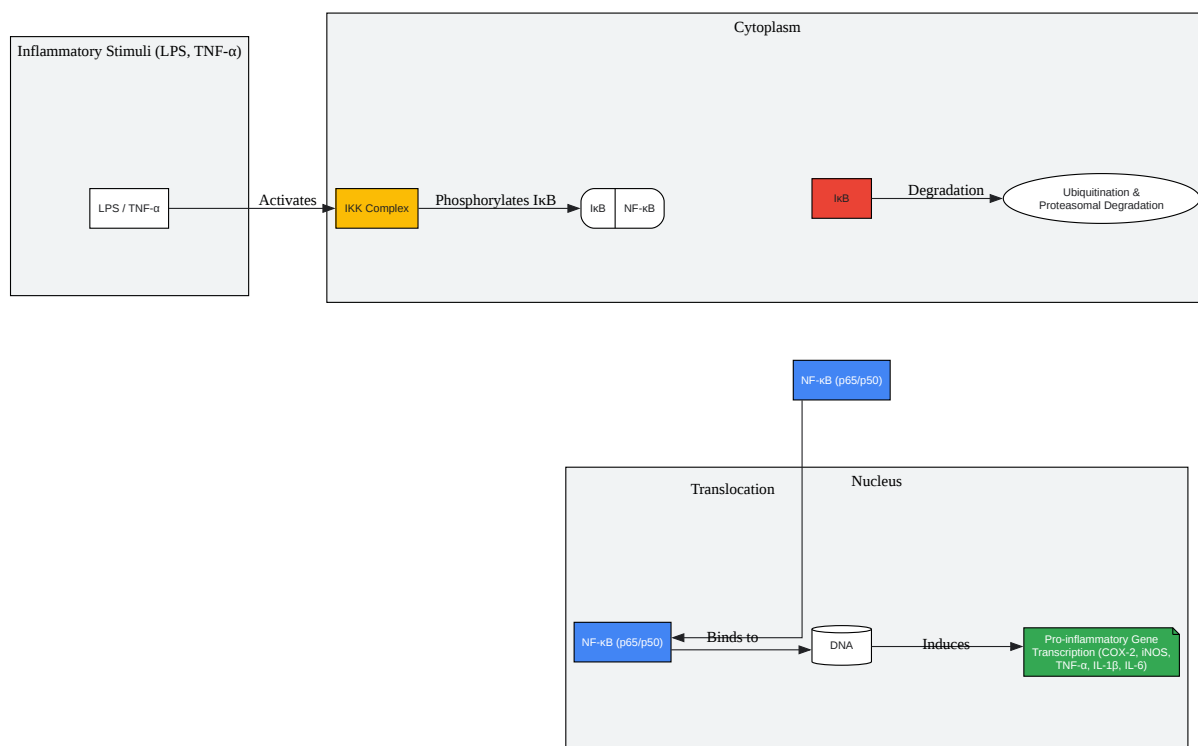 Cytoplasm
Inflammatory Stimuli (LPS, TNF-α)
LPS / TNF-α
Activates
IKK Complex
Phosphorylates IκB
IκB
NF-κB
IκB
Degradation
Ubiquitination &
Proteasomal Degradation
NF-κB (p65/p50)
Nucleus
Translocation
NF-κB (p65/p50)
Binds to
DNA
Induces
Pro-inflammatory Gene
Transcription (COX-2, iNOS,
TNF-α, IL-1β, IL-6)